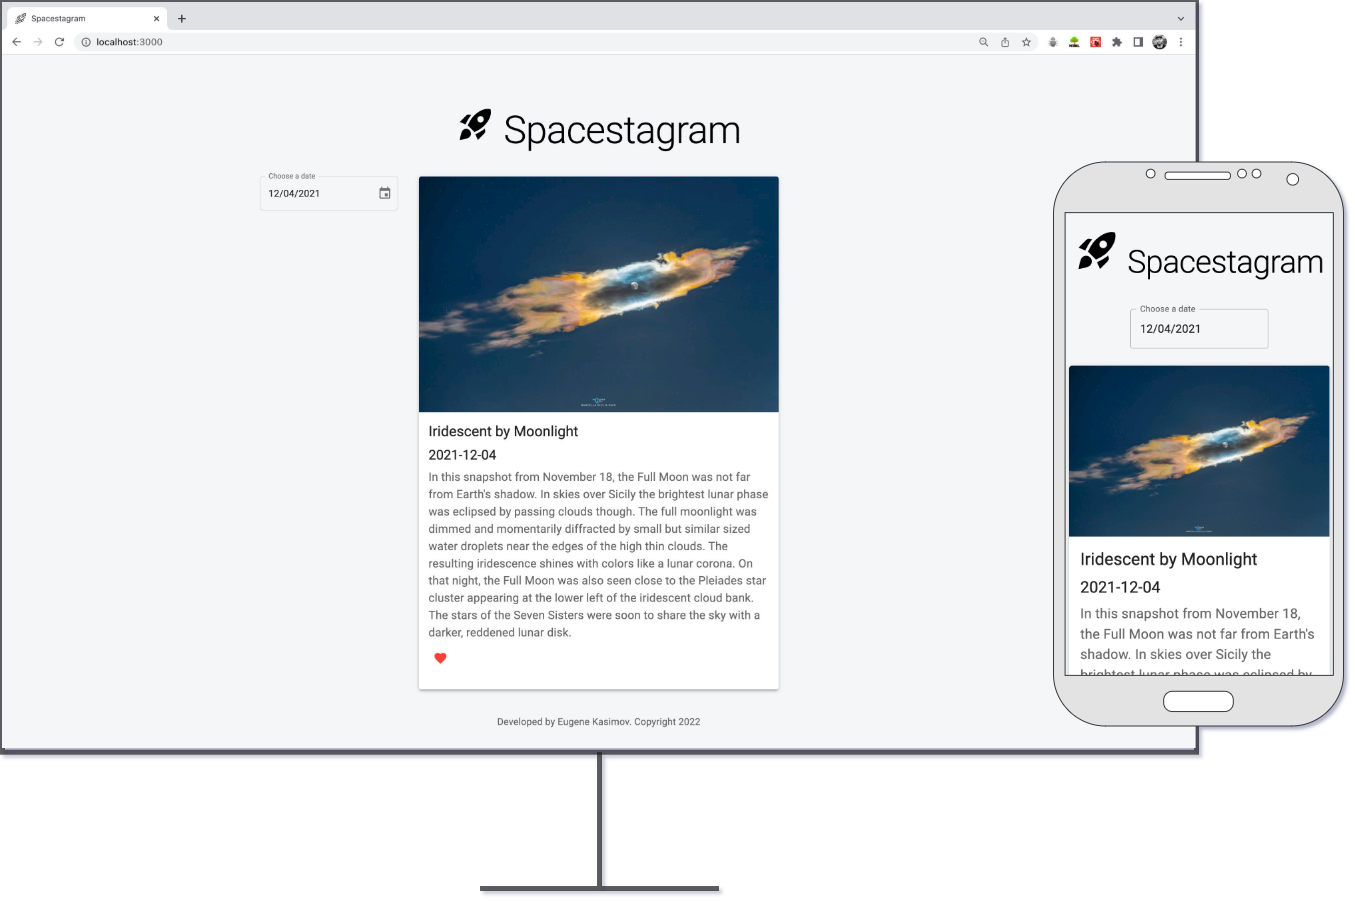 Spacestagram
localhost:3000
Spacestagram
Choose a date
12/04/2021
Iridescent by Moonlight
2021-12-04
In this snapshot from November 18, the Full Moon was not far
from Earth's shadow. In skies over Sicily the brightest lunar phase
was eclipsed by passing clouds though. The full moonlight was
dimmed and momentarily diffracted by small but similar sized
water droplets near the edges of the high thin clouds. The
resulting iridescence shines with colors like a lunar corona. On
that night, the Full Moon was also seen close to the Pleiades star
cluster appearing at the lower left of the iridescent cloud bank.
The stars of the Seven Sisters were soon to share the sky with a
darker, reddened lunar disk.
Developed by Eugene Kasimov. Copyright 2022
Spacestagram
Choose a date
12/04/2021
Iridescent by Moonlight
2021-12-04
In this snapshot from November 18,
the Full Moon was not far from Earth's
shadow. In skies over Sicily the
brightest lunar phase was eclipsed by